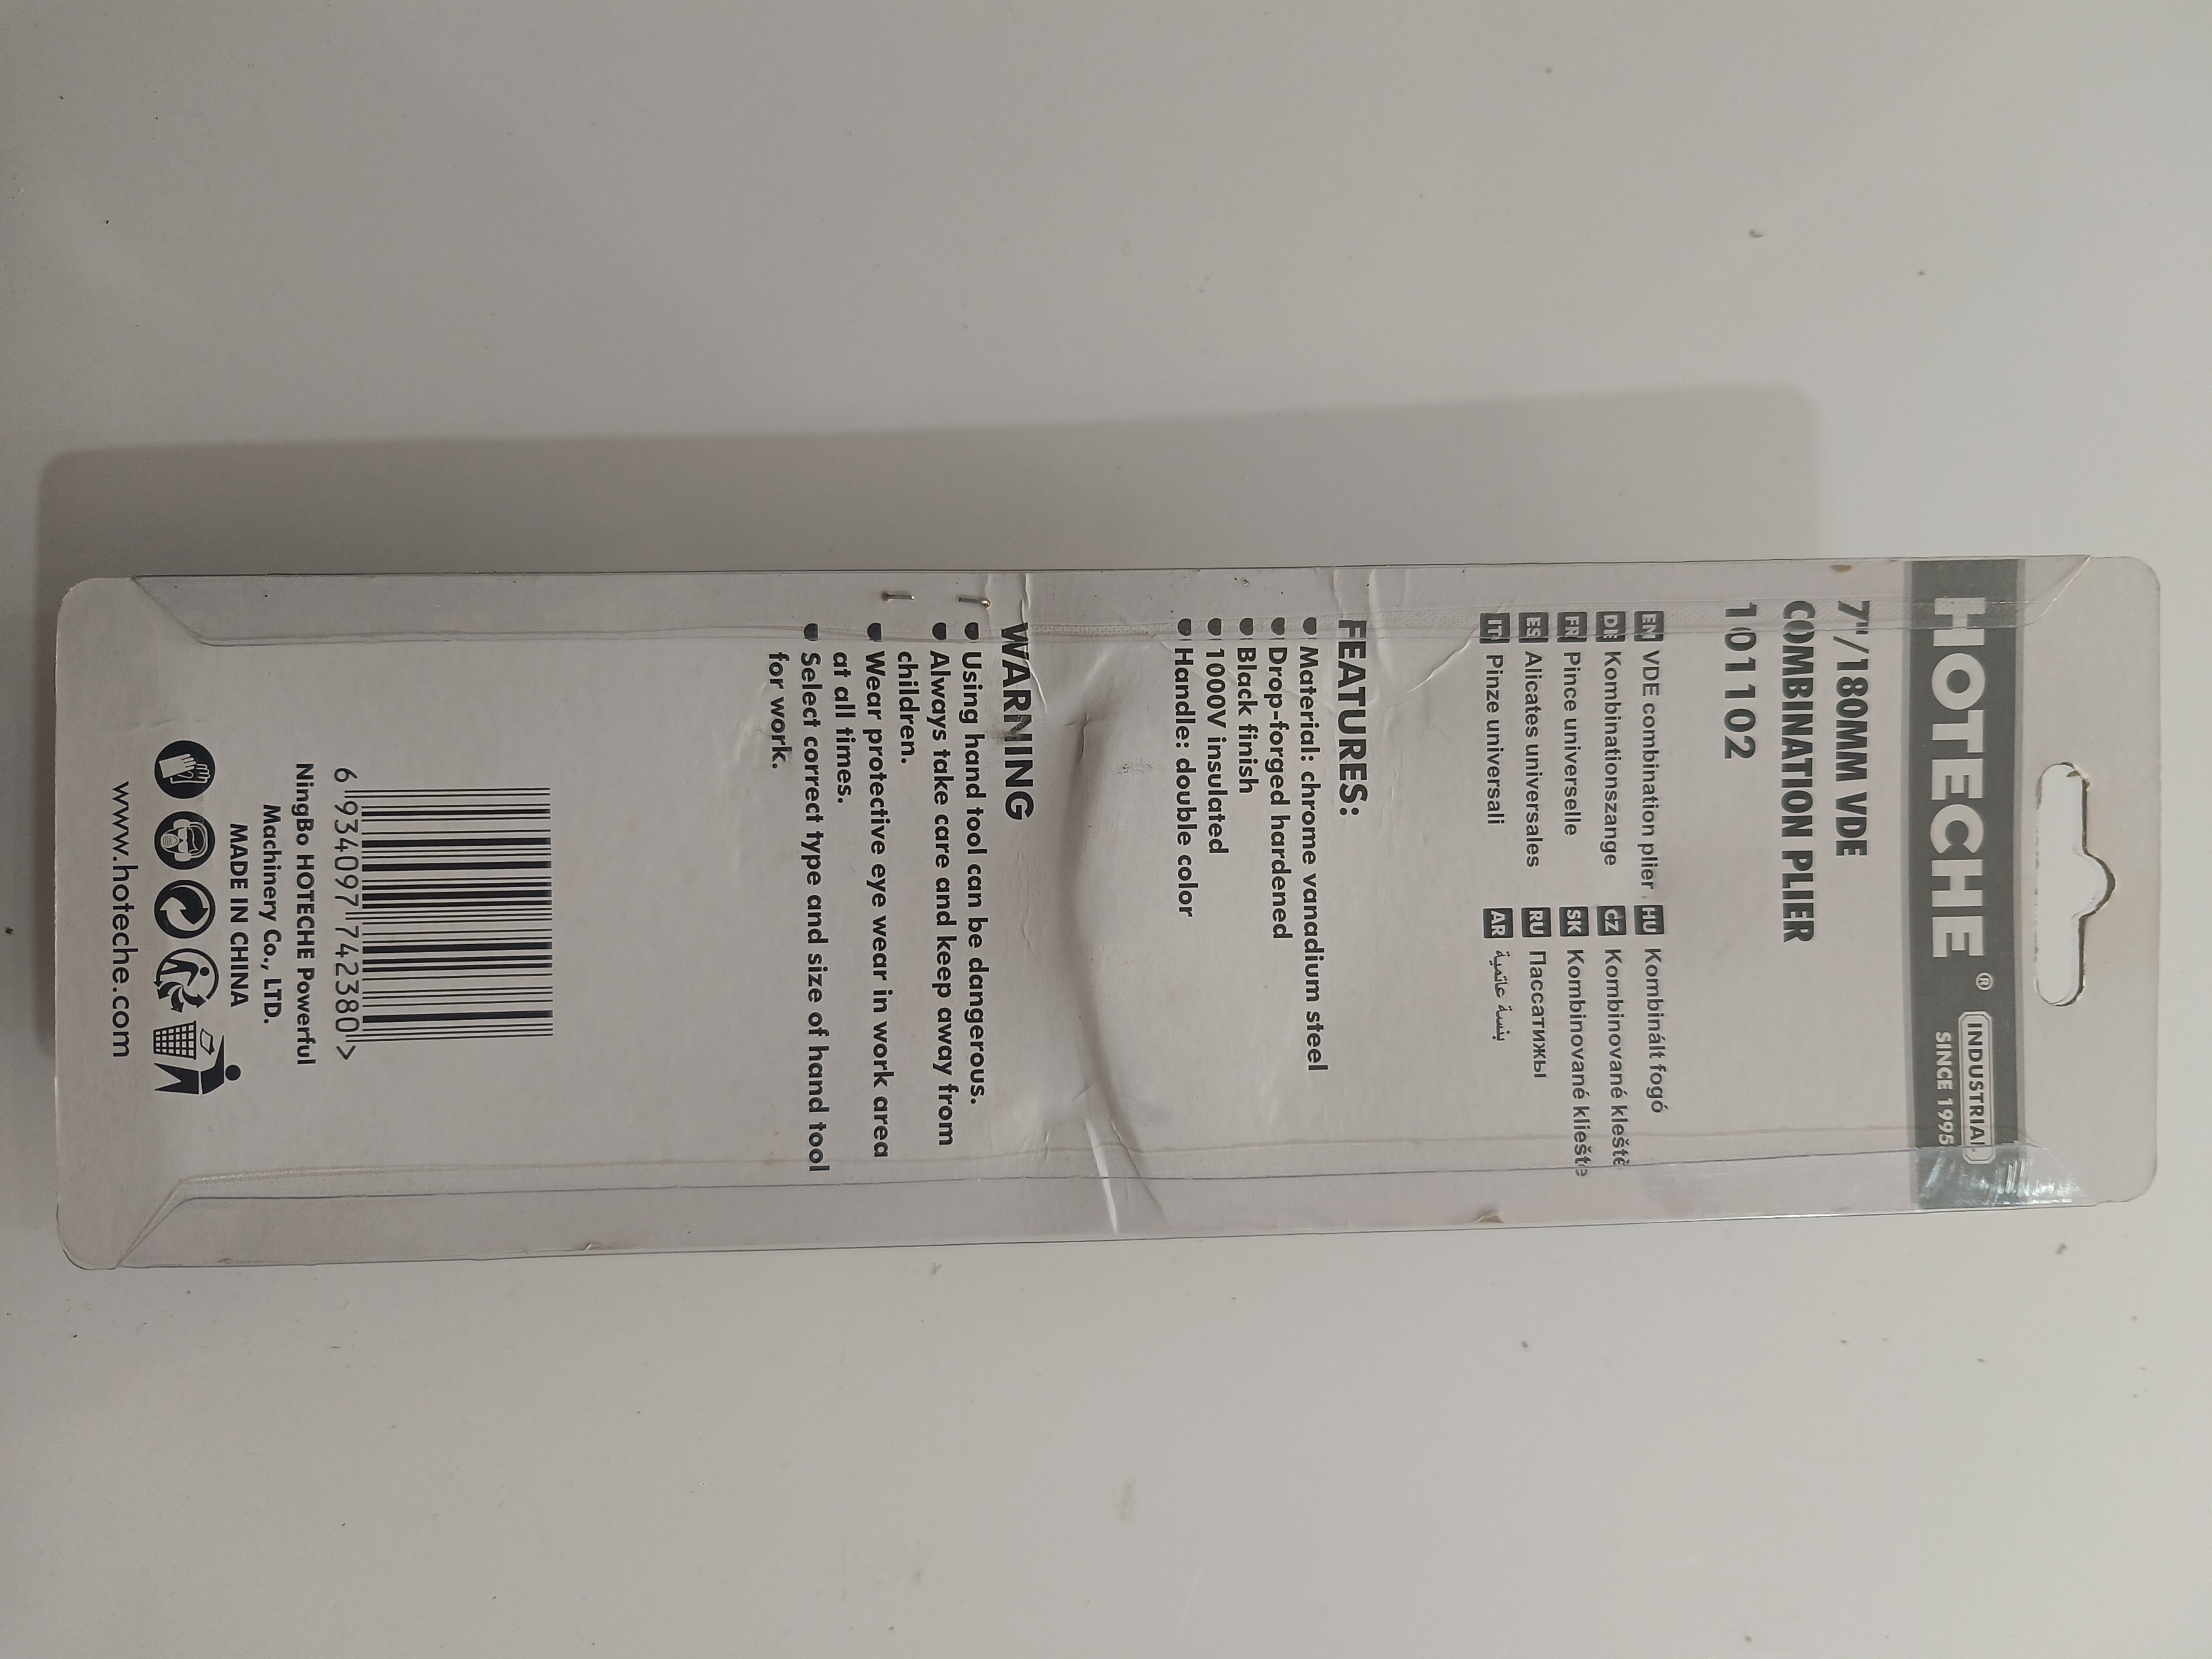 HOTECHE®
INDUSTRIAL
SINCE 1995
7"/180MM VDE
COMBINATION PLIER
101102
EN VDE combination plier
DE Kombinationszange
FR Pince universelle
ES Alicates universales
IT Pinze universali
HU Kombinált fogó
CZ Kombinované kleště
SK Kombinované kliešte
RU Пассатижы
AR بنسة عاتمية
FEATURES:
Material: chrome vanadium steel
Drop-forged hardened
Black finish
1000V insulated
Handle: double color
WARNING
Using hand tool can be dangerous.
Always take care and keep away from
children.
Wear protective eye wear in work area
at all times.
Select correct type and size of hand tool
for work.
6 934097 742380 >
NingBo HOTECHE Powerful
Machinery Co., LTD.
MADE IN CHINA
www.hoteche.com